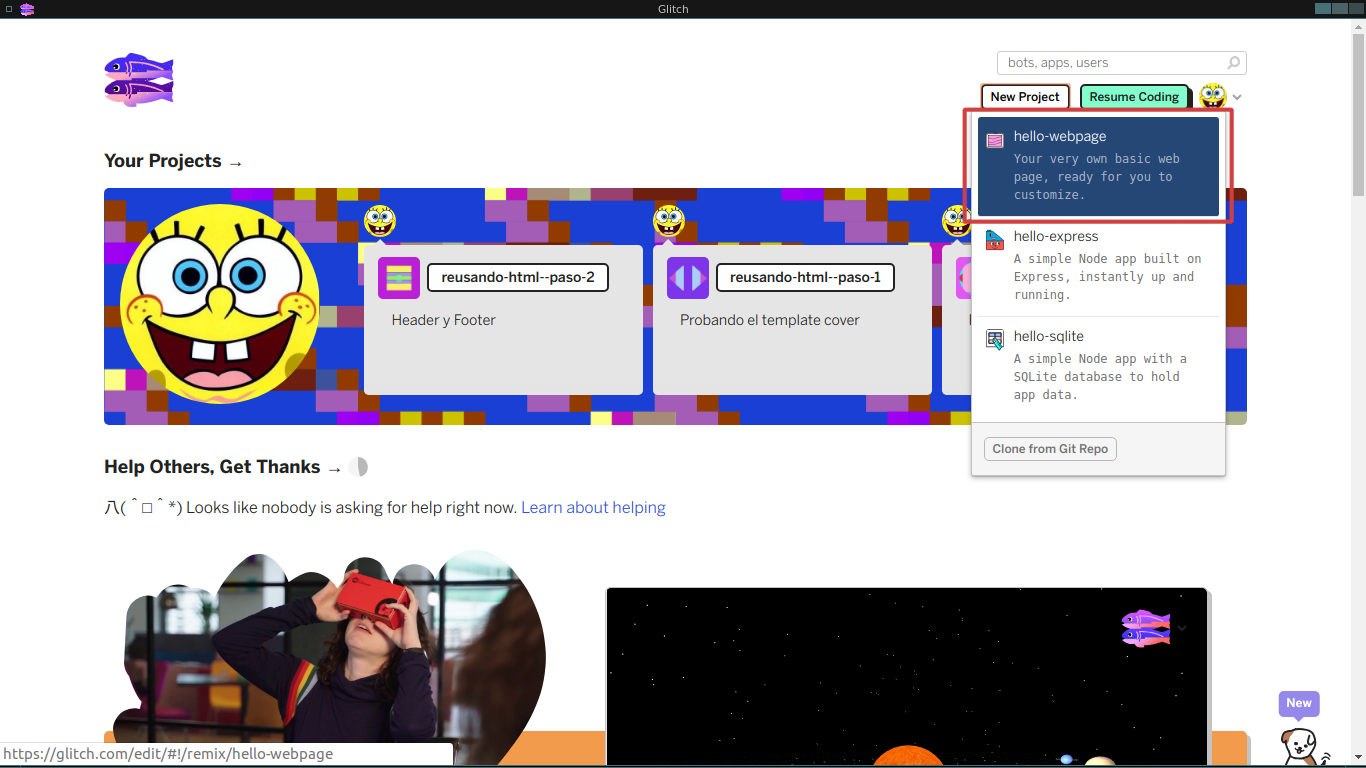 Glitch
bots, apps, users
New Project
Resume Coding
hello-webpage
Your very own basic web
page, ready for you to
customize.
hello-express
A simple Node app built on
Express, instantly up and
running.
hello-sqlite
A simple Node app with a
SQLite database to hold
app data.
Clone from Git Repo
Your Projects →
reusando-html--paso-2
Header y Footer
reusando-html--paso-1
Probando el template cover
Help Others, Get Thanks →
八(＾□＾*) Looks like nobody is asking for help right now. Learn about helping
New
https://glitch.com/edit/#!/remix/hello-webpage